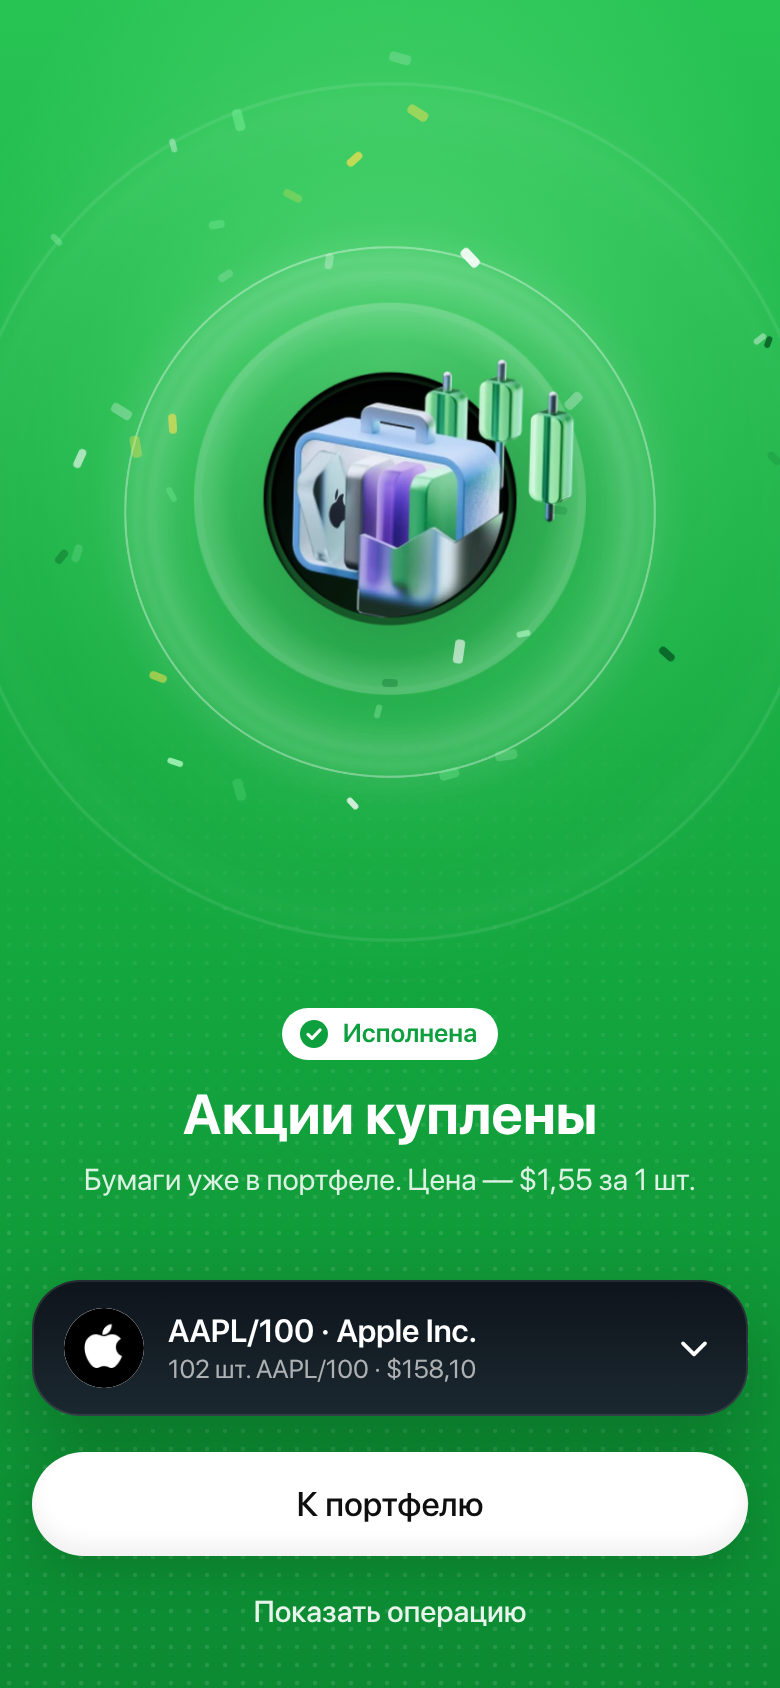 Исполнена
Акции куплены
Бумаги уже в портфеле. Цена — $1,55 за 1 шт.
AAPL/100 · Apple Inc.
102 шт. AAPL/100 · $158,10
К портфелю
Показать операцию